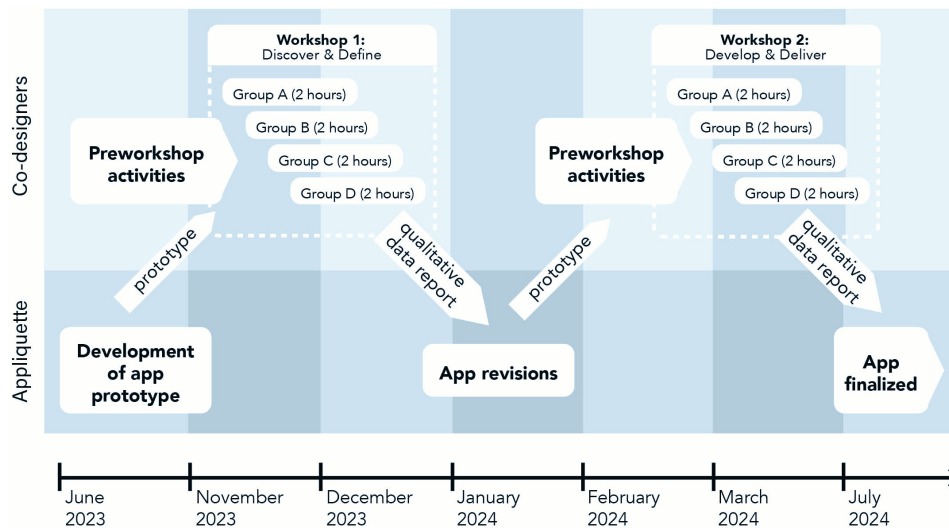 Co-designers
Workshop 1:
Discover & Define
Group A (2 hours)
Group B (2 hours)
Group C (2 hours)
Group D (2 hours)
Preworkshop
activities
prototype
qualitative
data report
Workshop 2:
Develop & Deliver
Group A (2 hours)
Group B (2 hours)
Group C (2 hours)
Group D (2 hours)
Preworkshop
activities
prototype
qualitative
data report
Appliquette
Development
of app
prototype
App revisions
App
finalized
June
2023
November
2023
December
2023
January
2024
February
2024
March
2024
July
2024